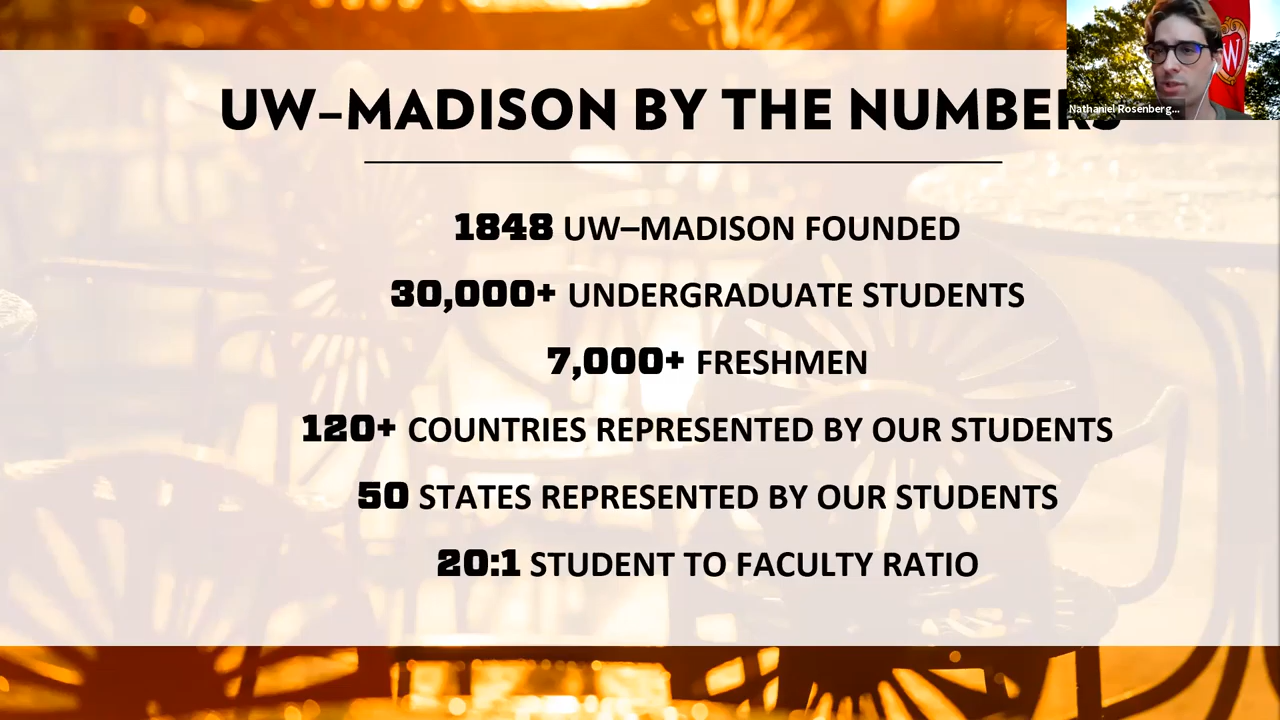 UW–MADISON BY THE NUMBERS
Nathaniel Rosenberg...
W
1848 UW–MADISON FOUNDED
30,000+ UNDERGRADUATE STUDENTS
7,000+ FRESHMEN
120+ COUNTRIES REPRESENTED BY OUR STUDENTS
50 STATES REPRESENTED BY OUR STUDENTS
20:1 STUDENT TO FACULTY RATIO